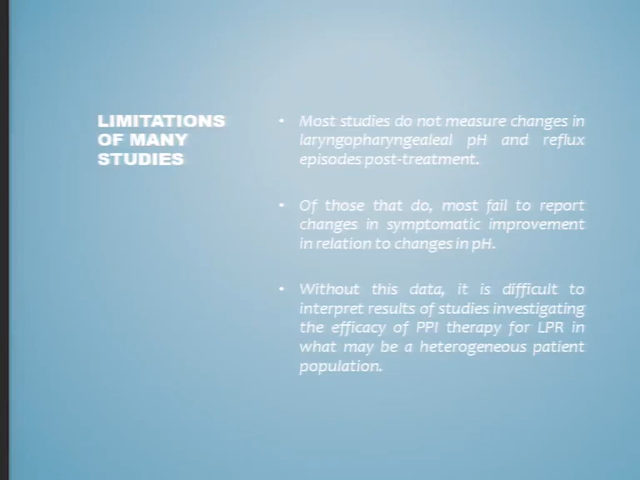 LIMITATIONS
OF MANY
STUDIES
• Most studies do not measure changes in
laryngopharyngealeal pH and reflux
episodes post-treatment.
• Of those that do, most fail to report
changes in symptomatic improvement
in relation to changes in pH.
• Without this data, it is difficult to
interpret results of studies investigating
the efficacy of PPI therapy for LPR in
what may be a heterogeneous patient
population.